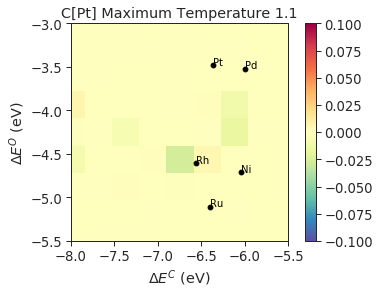 C[Pt] Maximum Temperature 1.1
−3.0
−3.5
−4.0
−4.5
−5.0
−5.5
ΔE^O (eV)
Pt
Pd
Rh
Ni
Ru
−8.0 −7.5 −7.0 −6.5 −6.0 −5.5
ΔE^C (eV)
0.100
0.075
0.050
0.025
0.000
−0.025
−0.050
−0.075
−0.100